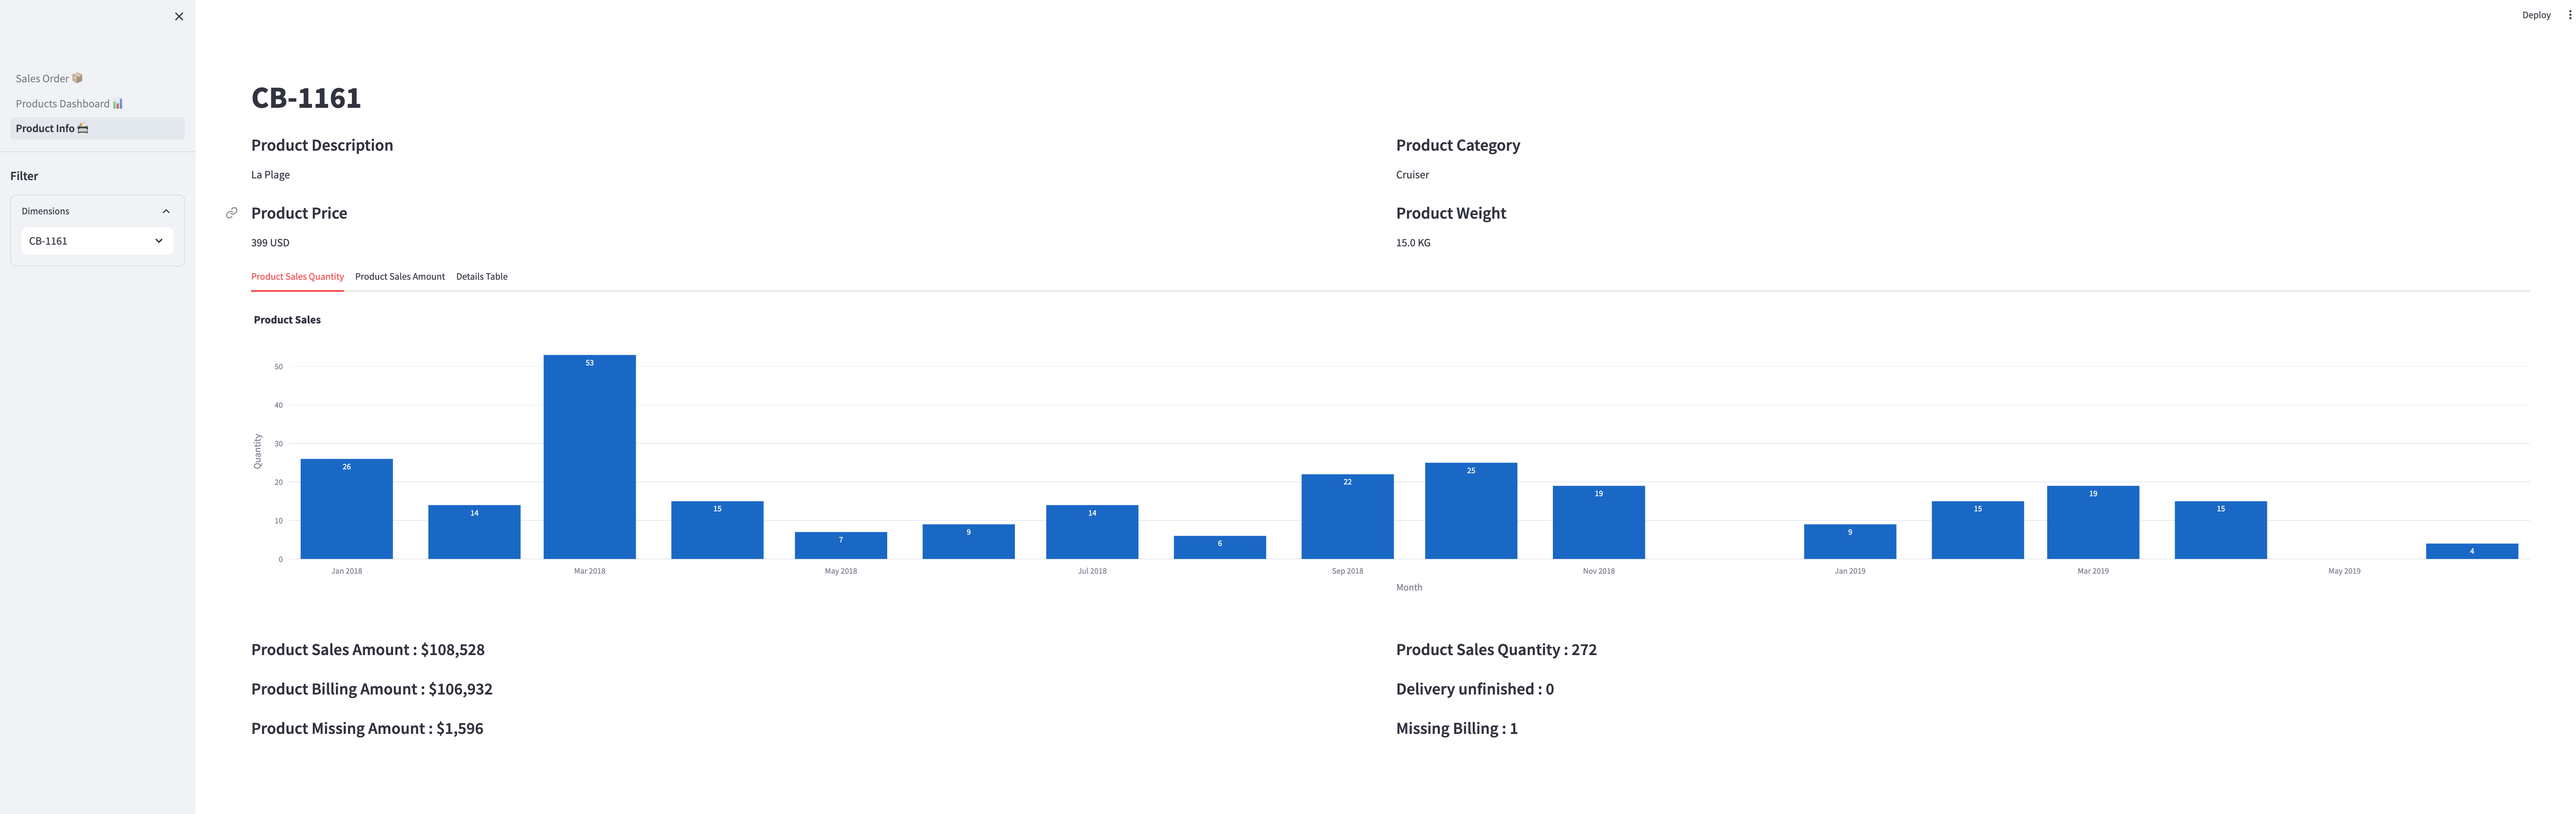 Deploy
Sales Order 📦
Products Dashboard 📊
Product Info 📻
Filter
Dimensions
CB-1161
CB-1161
Product Description
Product Category
La Plage
Cruiser
Product Price
Product Weight
399 USD
15.0 KG
Product Sales Quantity Product Sales Amount Details Table
Product Sales
Quantity
50
40
30
20
10
0
26
14
53
15
7
9
14
6
22
25
19
9
15
19
15
4
Jan 2018 Mar 2018 May 2018 Jul 2018 Sep 2018 Nov 2018 Jan 2019 Mar 2019 May 2019
Month
Product Sales Amount : $108,528
Product Sales Quantity : 272
Product Billing Amount : $106,932
Delivery unfinished : 0
Product Missing Amount : $1,596
Missing Billing : 1